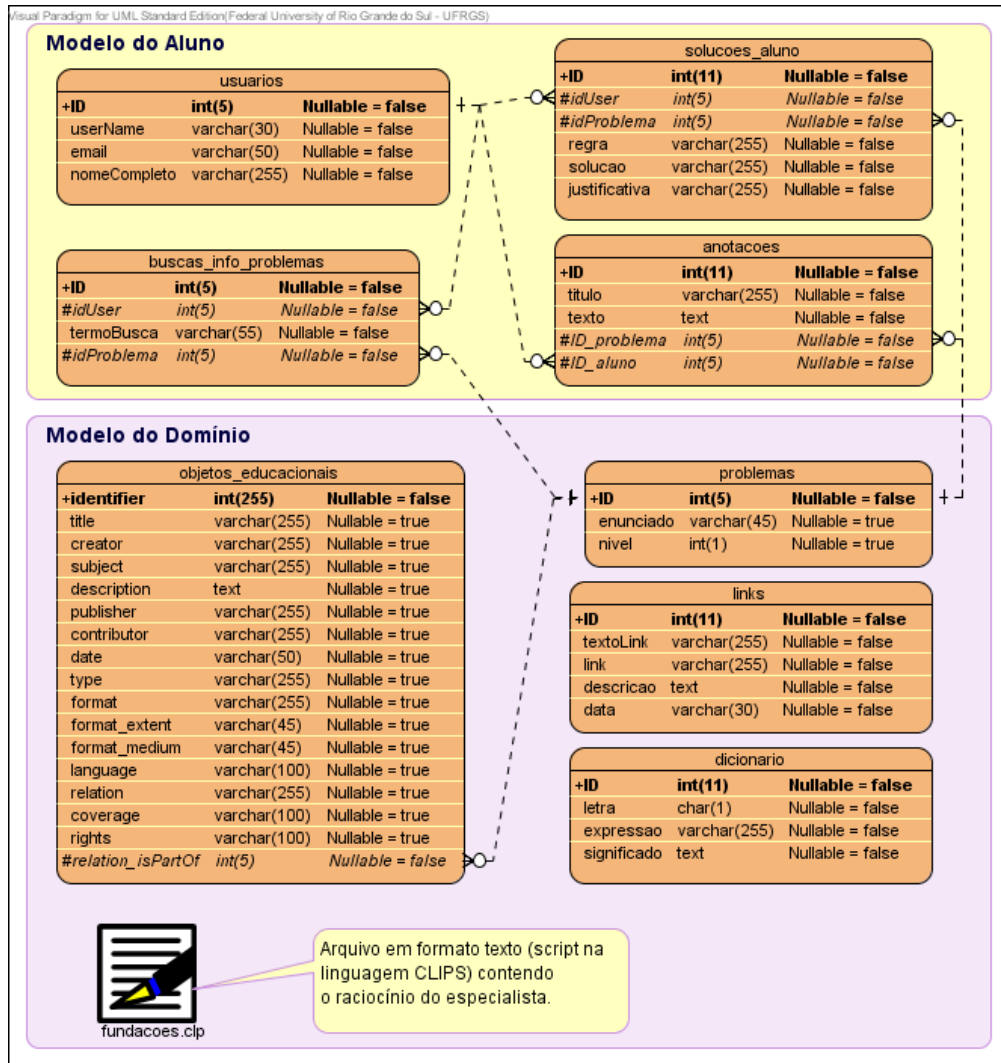 Visual Paradigm for UML Standard Edition(Federal University of Rio Grande do Sul - UFRGS)
Modelo do Aluno
usuarios
+ID int(5) Nullable = false
userName varchar(30) Nullable = false
email varchar(50) Nullable = false
nomeCompleto varchar(255) Nullable = false
solucoes_aluno
+ID int(11) Nullable = false
#idUser int(5) Nullable = false
#idProblema int(5) Nullable = false
regra varchar(255) Nullable = false
solucao varchar(255) Nullable = false
justificativa varchar(255) Nullable = false
buscas_info_problemas
+ID int(5) Nullable = false
#idUser int(5) Nullable = false
termoBusca varchar(55) Nullable = false
#idProblema int(5) Nullable = false
anotacoes
+ID int(11) Nullable = false
titulo varchar(255) Nullable = false
texto text Nullable = false
#ID_problema int(5) Nullable = false
#ID_aluno int(5) Nullable = false
Modelo do Domínio
objetos_educacionais
+identifier int(255) Nullable = false
title varchar(255) Nullable = true
creator varchar(255) Nullable = true
subject varchar(255) Nullable = true
description text Nullable = true
publisher varchar(255) Nullable = true
contributor varchar(255) Nullable = true
date varchar(50) Nullable = true
type varchar(255) Nullable = true
format varchar(255) Nullable = true
format_extent varchar(45) Nullable = true
format_medium varchar(45) Nullable = true
language varchar(100) Nullable = true
relation varchar(255) Nullable = true
coverage varchar(100) Nullable = true
rights varchar(100) Nullable = true
#relation_isPartOf int(5) Nullable = false
problemas
+ID int(5) Nullable = false
enunciado varchar(45) Nullable = true
nivel int(1) Nullable = true
links
+ID int(11) Nullable = false
textoLink varchar(255) Nullable = false
link varchar(255) Nullable = false
descricao text Nullable = false
data varchar(30) Nullable = false
dicionario
+ID int(11) Nullable = false
letra char(1) Nullable = false
expressao varchar(255) Nullable = false
significado text Nullable = false
Arquivo em formato texto (script na
linguagem CLIPS) contendo
o raciocínio do especialista.
fundacoes.clp